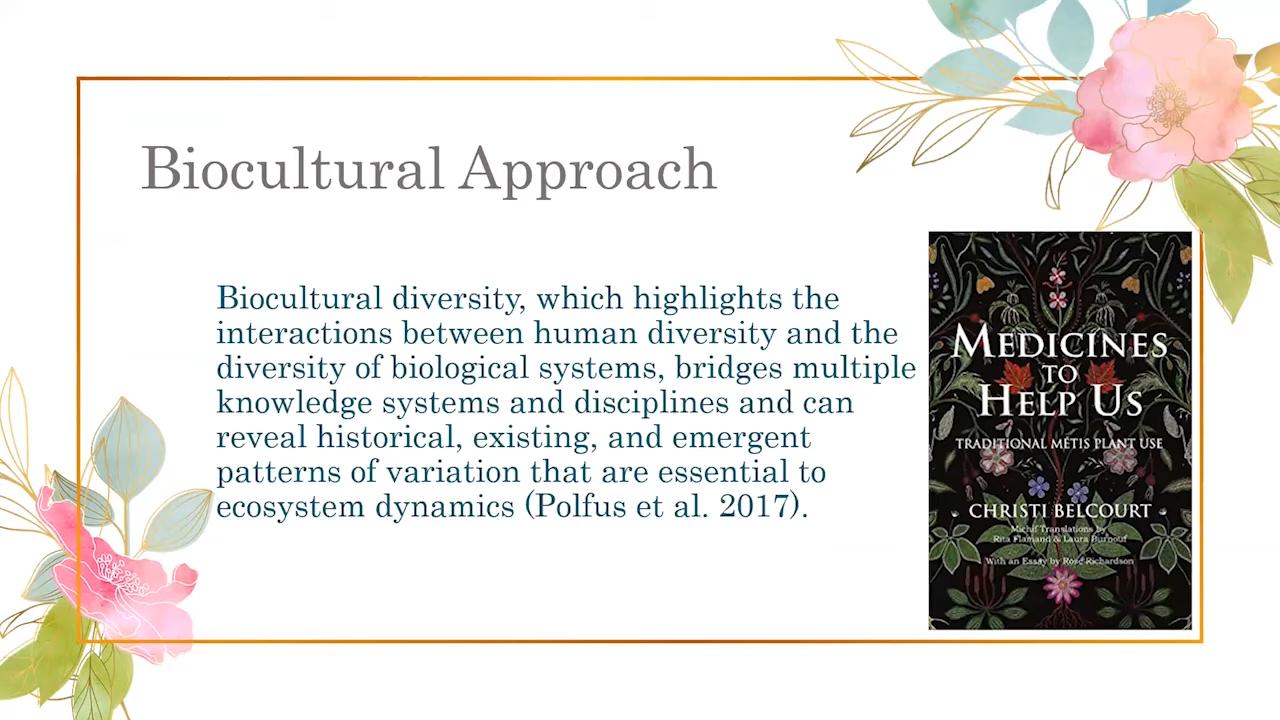 Biocultural Approach
Biocultural diversity, which highlights the
interactions between human diversity and the
diversity of biological systems, bridges multiple
knowledge systems and disciplines and can
reveal historical, existing, and emergent
patterns of variation that are essential to
ecosystem dynamics (Polfus et al. 2017).
MEDICINES
TO
HELP US
TRADITIONAL MÉTIS PLANT USE
CHRISTI BELCOURT
Michif Translations by
Rita Flamand & Laura Burnouf
With an Essay by Rose Richardson